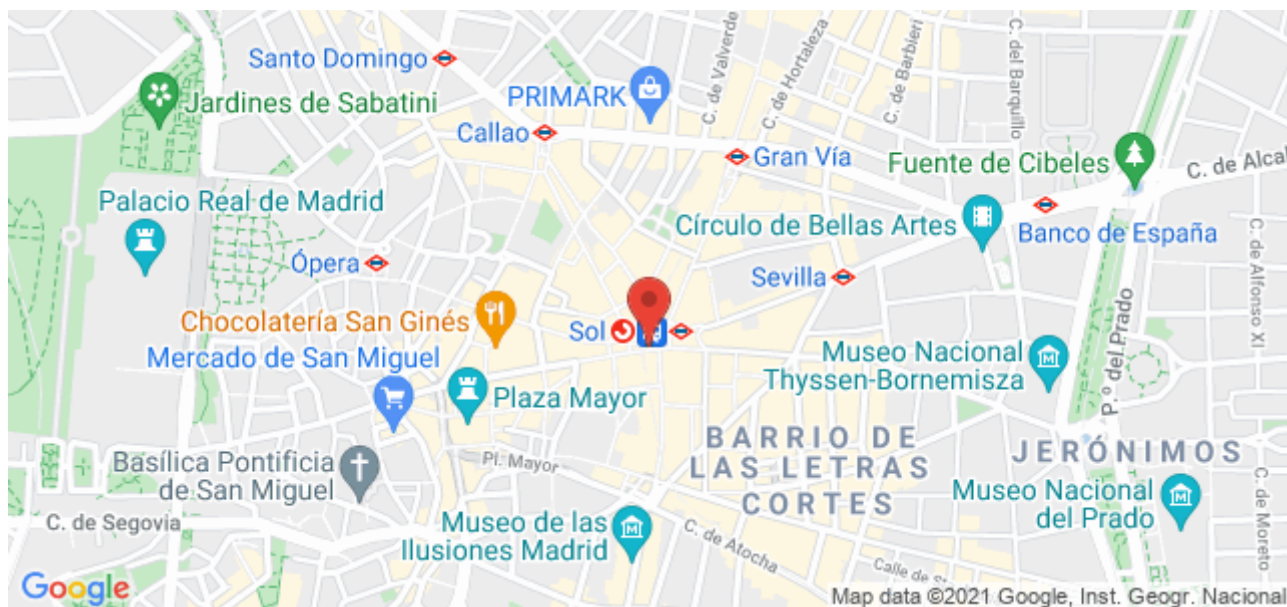 Santo Domingo
Jardines de Sabatini
PRIMARK
Callao
C. de Valverde
C. de Hortaleza
C. de Barbieri
C. del Barquillo
Gran Vía
Fuente de Cibeles
C. de Alcal
Palacio Real de Madrid
Círculo de Bellas Artes
Banco de España
Ópera
Sevilla
C. de Alfonso XI
Chocolatería San Ginés
Sol
Mercado de San Miguel
Museo Nacional
Thyssen-Bornemisza
P.º del Prado
Plaza Mayor
BARRIO DE
LAS LETRAS
CORTES
JERÓNIMOS
Pl. Mayor
Basílica Pontificia
de San Miguel
Museo Nacional
del Prado
C. de Moreto
C. de Segovia
Museo de las
Ilusiones Madrid
C. de Atocha
Google
Map data ©2021 Google, Inst. Geogr. Nacional